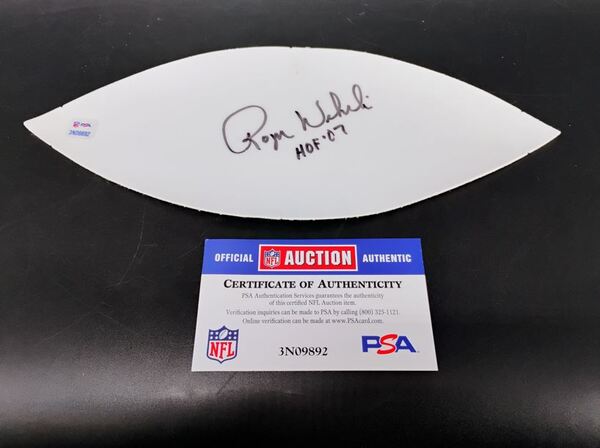 PSA
3N09892
Roger Wehrli
HOF·07
OFFICIAL NFL AUCTION AUTHENTIC
CERTIFICATE OF AUTHENTICITY
PSA Authentication Services guarantees the authenticity
of this certified NFL Auction item.
Verification inquiries can be made to PSA by calling (800) 325-1121.
Online verification can be made at www.PSAcard.com.
NFL 3N09892 PSA